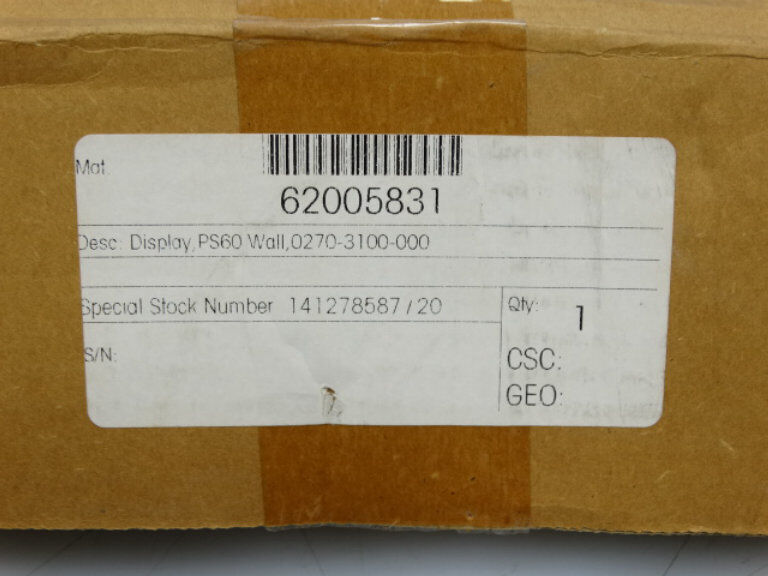 Mat.
62005831
Desc: Display,PS60 Wall,0270-3100-000
Special Stock Number 141278587/20
Qty: 1
S/N:
CSC:
GEO: